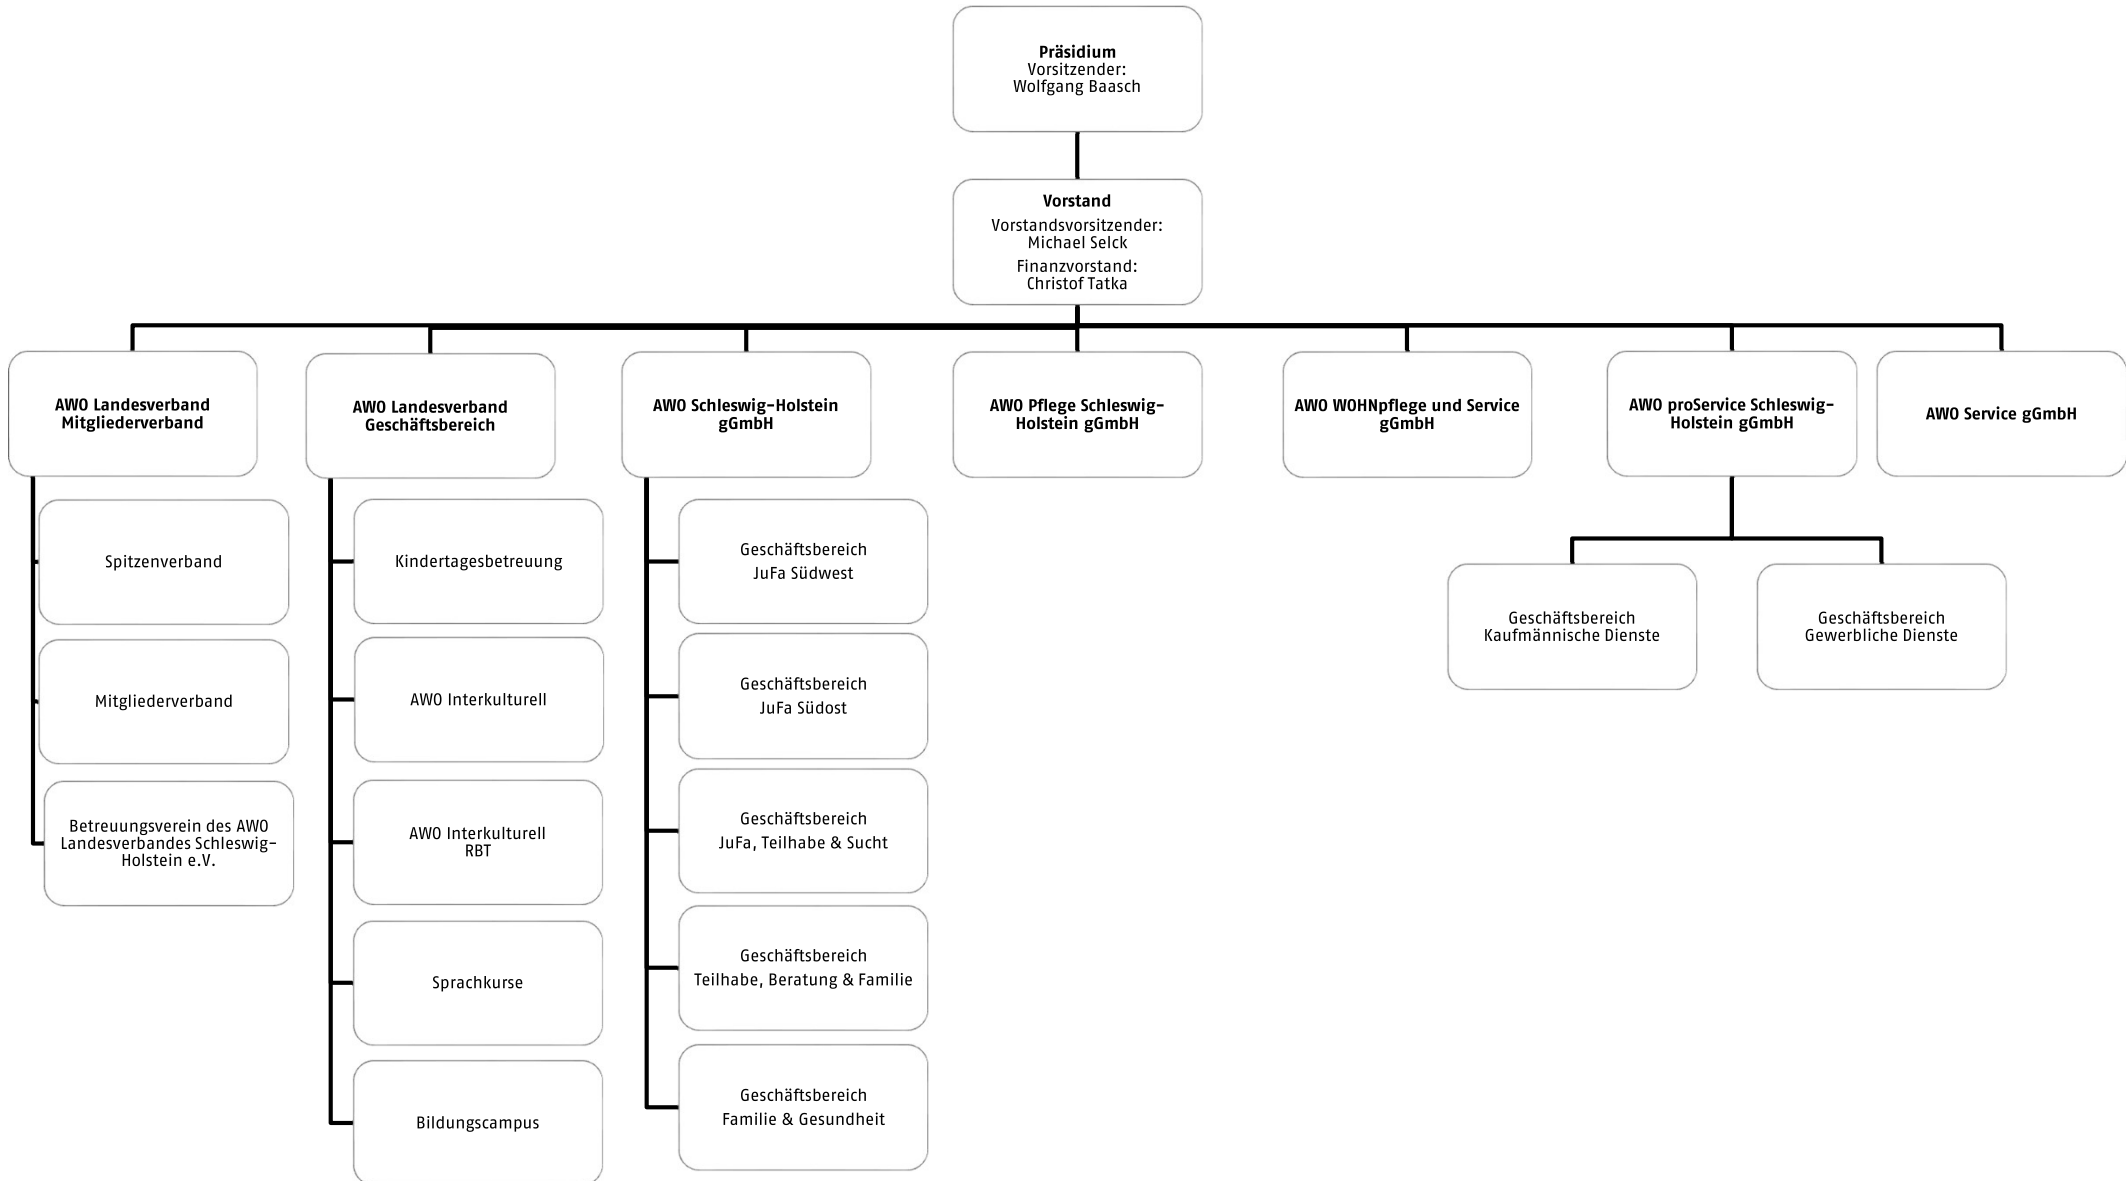 Präsidium
Vorsitzender:
Wolfgang Baasch
Vorstand
Vorstandsvorsitzender:
Michael Selck
Finanzvorstand:
Christof Tatka
AWO Landesverband
Mitgliederverband
AWO Landesverband
Geschäftsbereich
AWO Schleswig-Holstein
gGmbH
AWO Pflege Schleswig-
Holstein gGmbH
AWO WOHNpflege und Service
gGmbH
AWO proService Schleswig-
Holstein gGmbH
AWO Service gGmbH
Spitzenverband
Mitgliederverband
Betreuungsverein des AWO
Landesverbandes Schleswig-
Holstein e.V.
Kindertagesbetreuung
AWO Interkulturell
AWO Interkulturell
RBT
Sprachkurse
Bildungscampus
Geschäftsbereich
JuFa Südwest
Geschäftsbereich
JuFa Südost
Geschäftsbereich
JuFa, Teilhabe & Sucht
Geschäftsbereich
Teilhabe, Beratung & Familie
Geschäftsbereich
Familie & Gesundheit
Geschäftsbereich
Kaufmännische Dienste
Geschäftsbereich
Gewerbliche Dienste